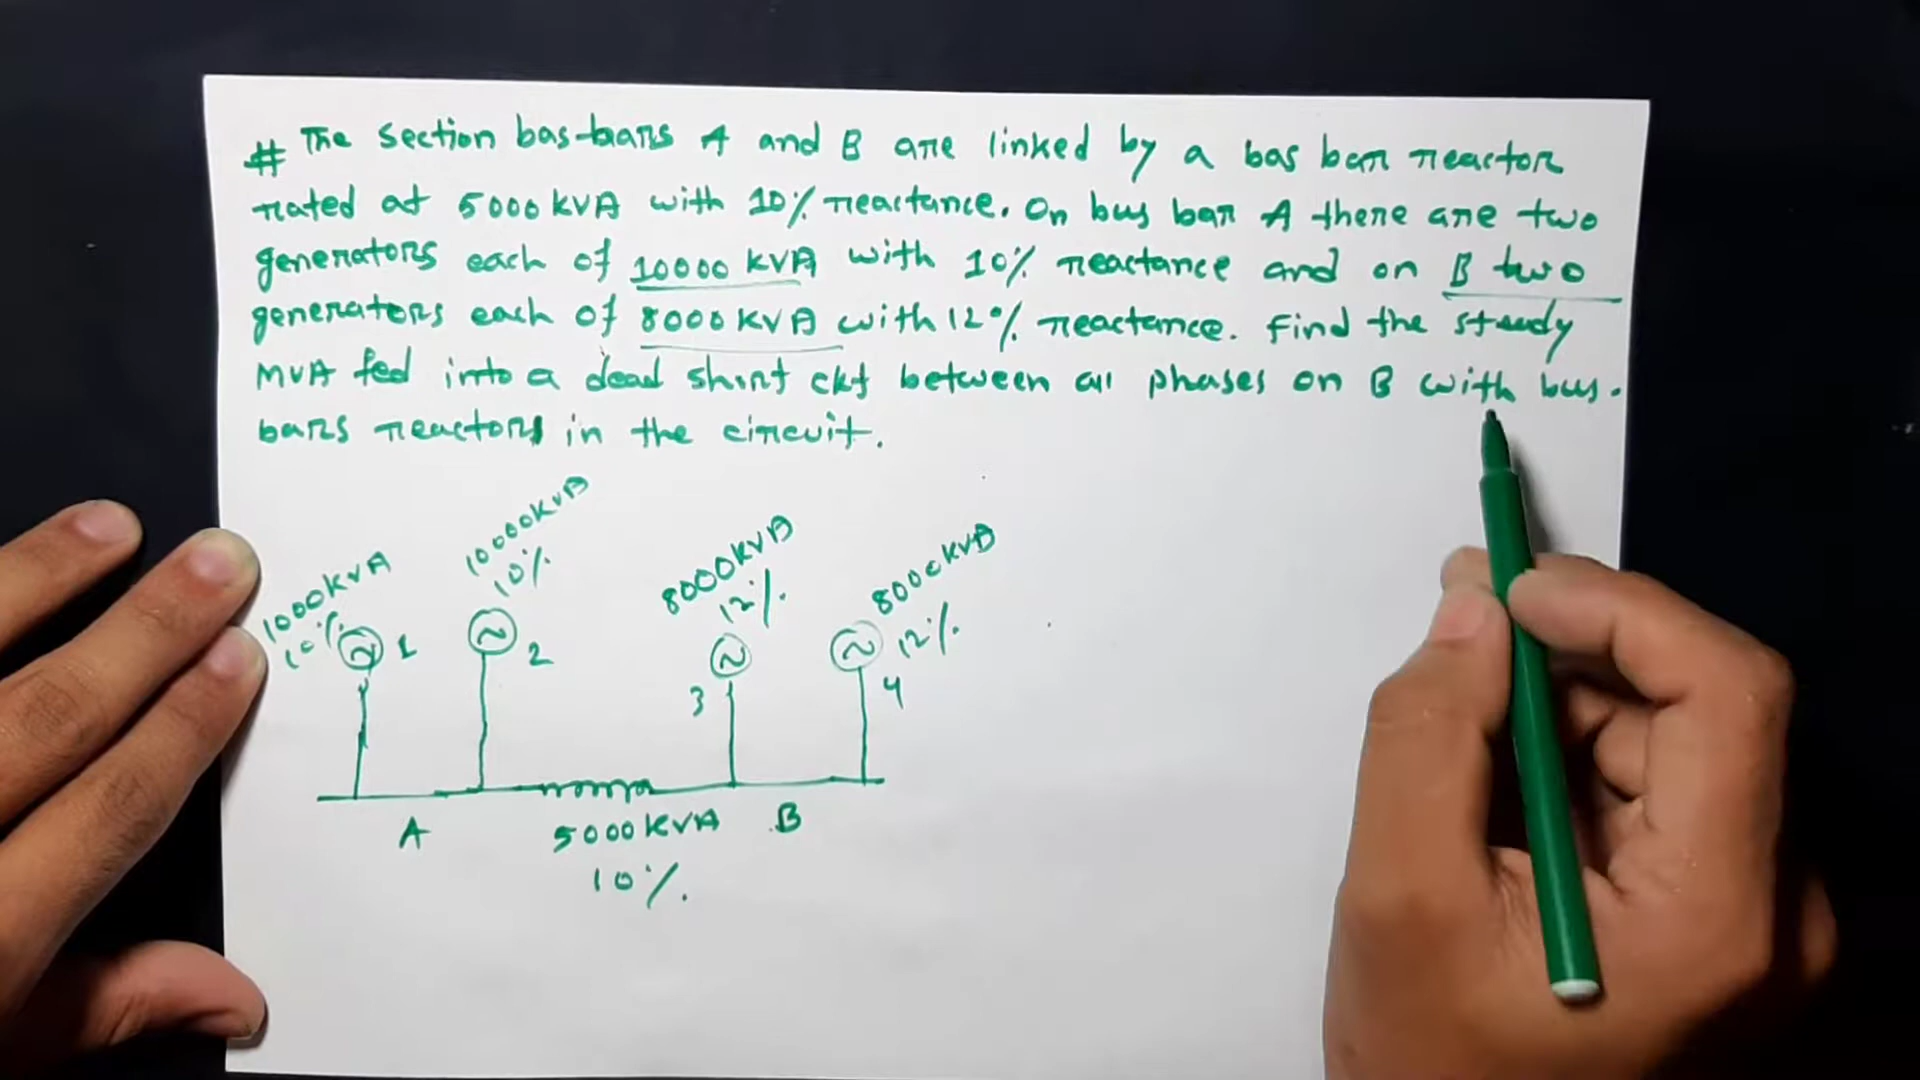 # The section bas-bars A and B are linked by a bas bar reactor
rated at 5000 KVA with 10% reactance. On bus bar A there are two
generators each of 10000 KVA with 10% reactance and on B two
generators each of 8000 KVA with 12% reactance. Find the steady
MVA fed into a dead short ckt between all phases on B with bus.
bars reactors in the circuit.
1000KVA
10%
1
10000KVA
10%
2
8000KVA
12%
3
8000KVA
12%
4
A
5000KVA
10%.
B